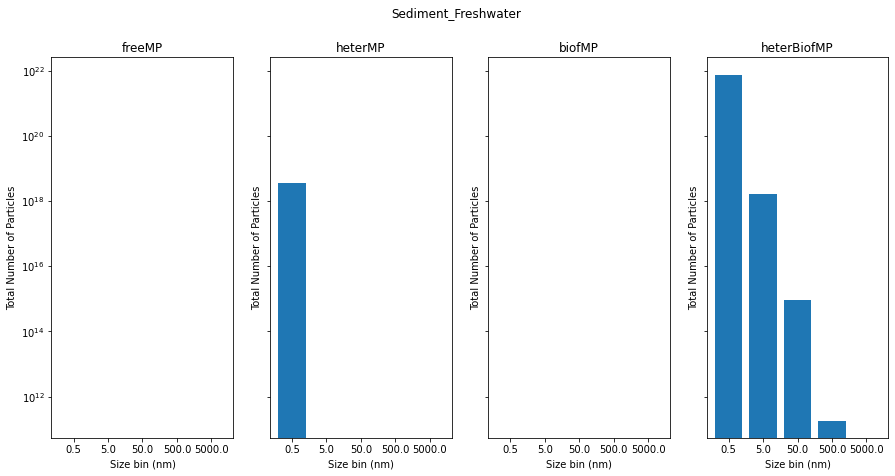 Sediment_Freshwater
freeMP
heterMP
biofMP
heterBiofMP
Total Number of Particles
10^22
10^20
10^18
10^16
10^14
10^12
0.5 5.0 50.0 500.0 5000.0
Size bin (nm)
Total Number of Particles
0.5 5.0 50.0 500.0 5000.0
Size bin (nm)
Total Number of Particles
0.5 5.0 50.0 500.0 5000.0
Size bin (nm)
Total Number of Particles
0.5 5.0 50.0 500.0 5000.0
Size bin (nm)